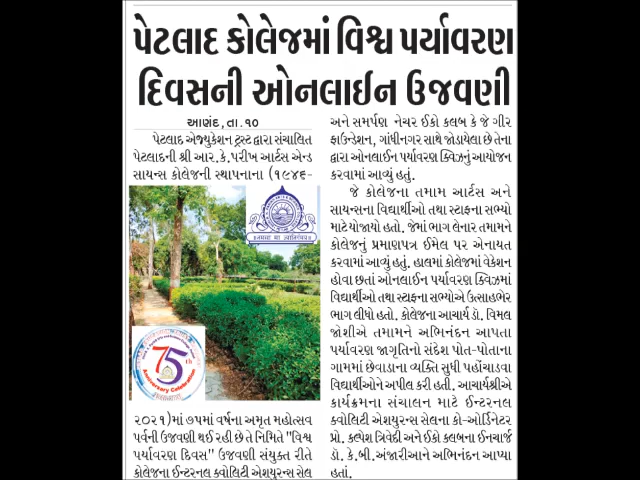 પેટલાદ કોલેજમાં વિશ્વ પર્યાવરણ
દિવસની ઓનલાઈન ઉજવણી
આણંદ,તા.૧૦
પેટલાદ એજ્યુકેશન ટ્રસ્ટ દ્વારા સંચાલિત
પેટલાદની શ્રી આર.કે.પરીખ આર્ટસ એન્ડ
સાયન્સ કોલેજની સ્થાપનાના (૧૯૪૬-
75th
Anniversary Celebration
૨૦૨૧)માં ૭૫માં વર્ષના અમૃત મહોત્સવ
પર્વની ઉજવણી થઈ રહી છે તે નિમિતે "વિશ્વ
પર્યાવરણ દિવસ" ઉજવણી સંયુક્ત રીતે
કોલેજના ઈન્ટરનલ ક્વોલિટી એશયુરન્સ સેલ
અને સમર્પણ નેચર ઈકો કલબ કે જે ગીર
ફાઉન્ડેશન, ગાંધીનગર સાથે જોડાયેલા છે તેના
દ્વારા ઓનલાઈન પર્યાવરણ ક્વિઝનું આયોજન
કરવામાં આવ્યું હતું.
જે કોલેજના તમામ આર્ટસ અને
સાયન્સના વિદ્યાર્થીઓ તથા સ્ટાફના સભ્યો
માટે યોજાયો હતો. જેમાં ભાગ લેનાર તમામને
કોલેજનું પ્રમાણપત્ર ઈમેલ પર એનાયત
કરવામાં આવ્યું હતું. હાલમાં કોલેજમાં વેકેશન
હોવા છતાં ઓનલાઈન પર્યાવરણ ક્વિઝમાં
વિદ્યાર્થીઓ તથા સ્ટાફના સભ્યોએ ઉત્સાહભેર
ભાગ લીધો હતો. કોલેજના આચાર્ય ડૉ. વિમલ
જોશીએ તમામને અભિનંદન આપતા
પર્યાવરણ જાગૃતિનો સંદેશ પોત-પોતાના
ગામમાં છેવાડાના વ્યક્તિ સુધી પહોંચાડવા
વિદ્યાર્થીઓને અપીલ કરી હતી. આચાર્યશ્રીએ
કાર્યક્રમના સંચાલન માટે ઈન્ટરનલ
ક્વોલિટી એશયુરન્સ સેલના કો-ઓર્ડિનેટર
પ્રો. કલ્પેશ ત્રિવેદી અને ઈકો કલબના ઈનચાર્જ
ડૉ. કે.બી.અંજારીઆને અભિનંદન આપ્યા
હતાં.